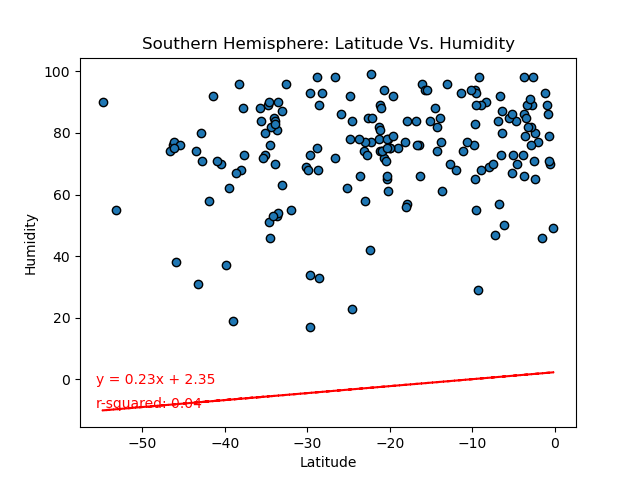 Southern Hemisphere: Latitude Vs. Humidity
100
80
60
40
20
0
Humidity
y = 0.23x + 2.35
r-squared: 0.04
−50
−40
−30
−20
−10
0
Latitude